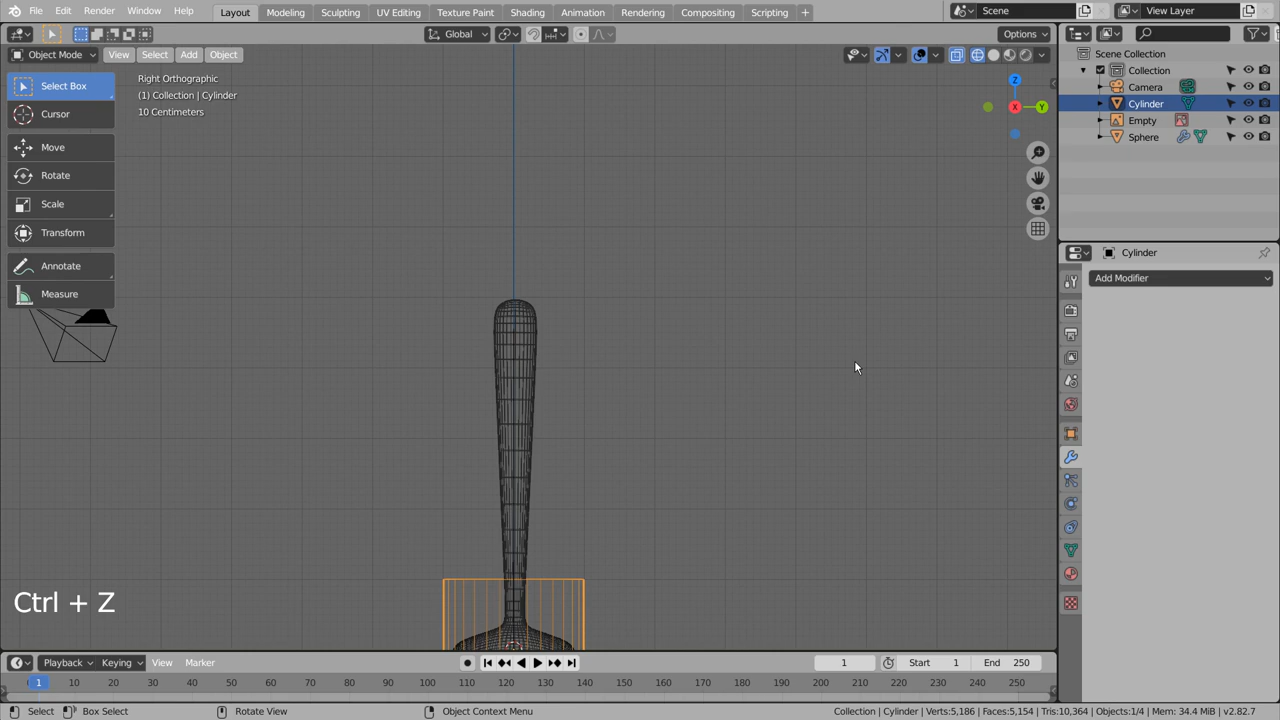 File Edit Render Window Help Layout Modeling Sculpting UV Editing Texture Paint Shading Animation Rendering Compositing Scripting + Scene View Layer
Global Options
Object Mode View Select Add Object
Scene Collection
Collection
Camera
Cylinder
Empty
Sphere
Select Box
Cursor
Move
Rotate
Scale
Transform
Annotate
Measure
Right Orthographic
(1) Collection | Cylinder
10 Centimeters
Z
Y
X
Cylinder
Add Modifier
Ctrl + Z
Playback Keying View Marker 1 Start 1 End 250
1 10 20 30 40 50 60 70 80 90 100 110 120 130 140 150 160 170 180 190 200 210 220 230 240 250
Select Box Select Rotate View Object Context Menu Collection | Cylinder | Verts:5,186 | Faces:5,154 | Tris:10,364 | Objects:1/4 | Mem: 34.4 MiB | v2.82.7